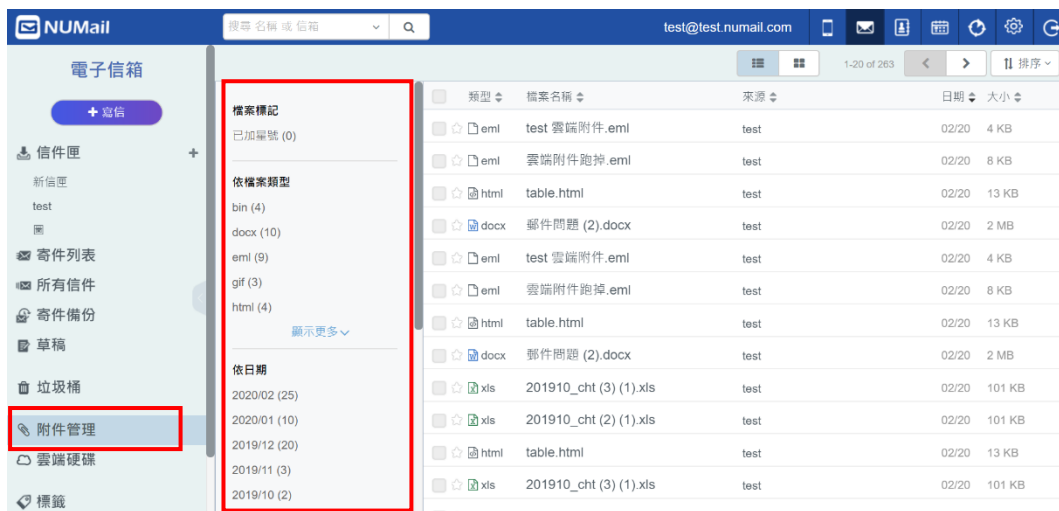 NUMail
搜尋 名稱 或 信箱
test@test.numail.com
電子信箱
寫信
信件匣
新信匣
test
寄件列表
所有信件
寄件備份
草稿
垃圾桶
附件管理
雲端硬碟
標籤
檔案標記
已加星號 (0)
依檔案類型
bin (4)
docx (10)
eml (9)
gif (3)
html (4)
顯示更多
依日期
2020/02 (25)
2020/01 (10)
2019/12 (20)
2019/11 (3)
2019/10 (2)
1-20 of 263 排序
類型 檔案名稱 來源 日期 大小
eml test 雲端附件.eml test 02/20 4 KB
eml 雲端附件跑掉.eml test 02/20 8 KB
html table.html test 02/20 13 KB
docx 郵件問題 (2).docx test 02/20 2 MB
eml test 雲端附件.eml test 02/20 4 KB
eml 雲端附件跑掉.eml test 02/20 8 KB
html table.html test 02/20 13 KB
docx 郵件問題 (2).docx test 02/20 2 MB
xls 201910_cht (3) (1).xls test 02/20 101 KB
xls 201910_cht (2) (1).xls test 02/20 101 KB
html table.html test 02/20 13 KB
xls 201910_cht (3) (1).xls test 02/20 101 KB